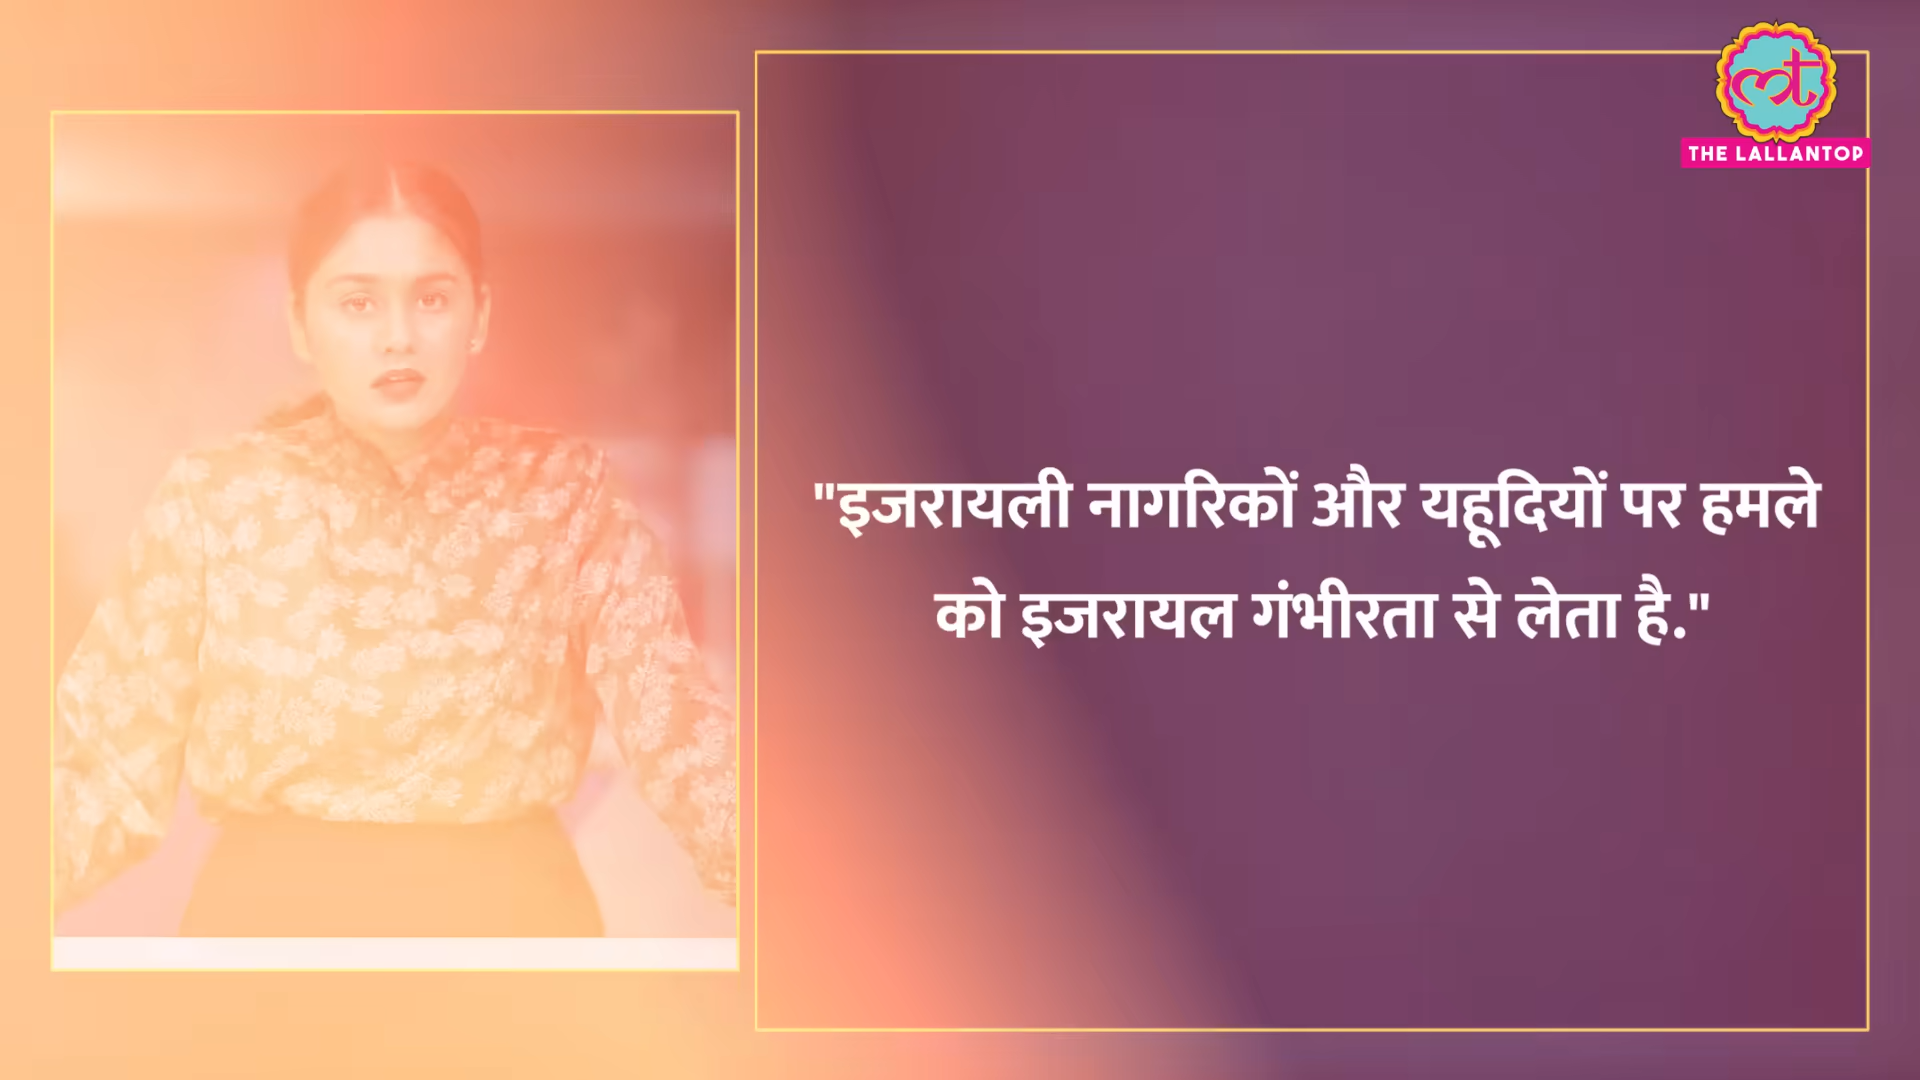 THE LALLANTOP
"इजरायली नागरिकों और यहूदियों पर हमले
को इजरायल गंभीरता से लेता है."